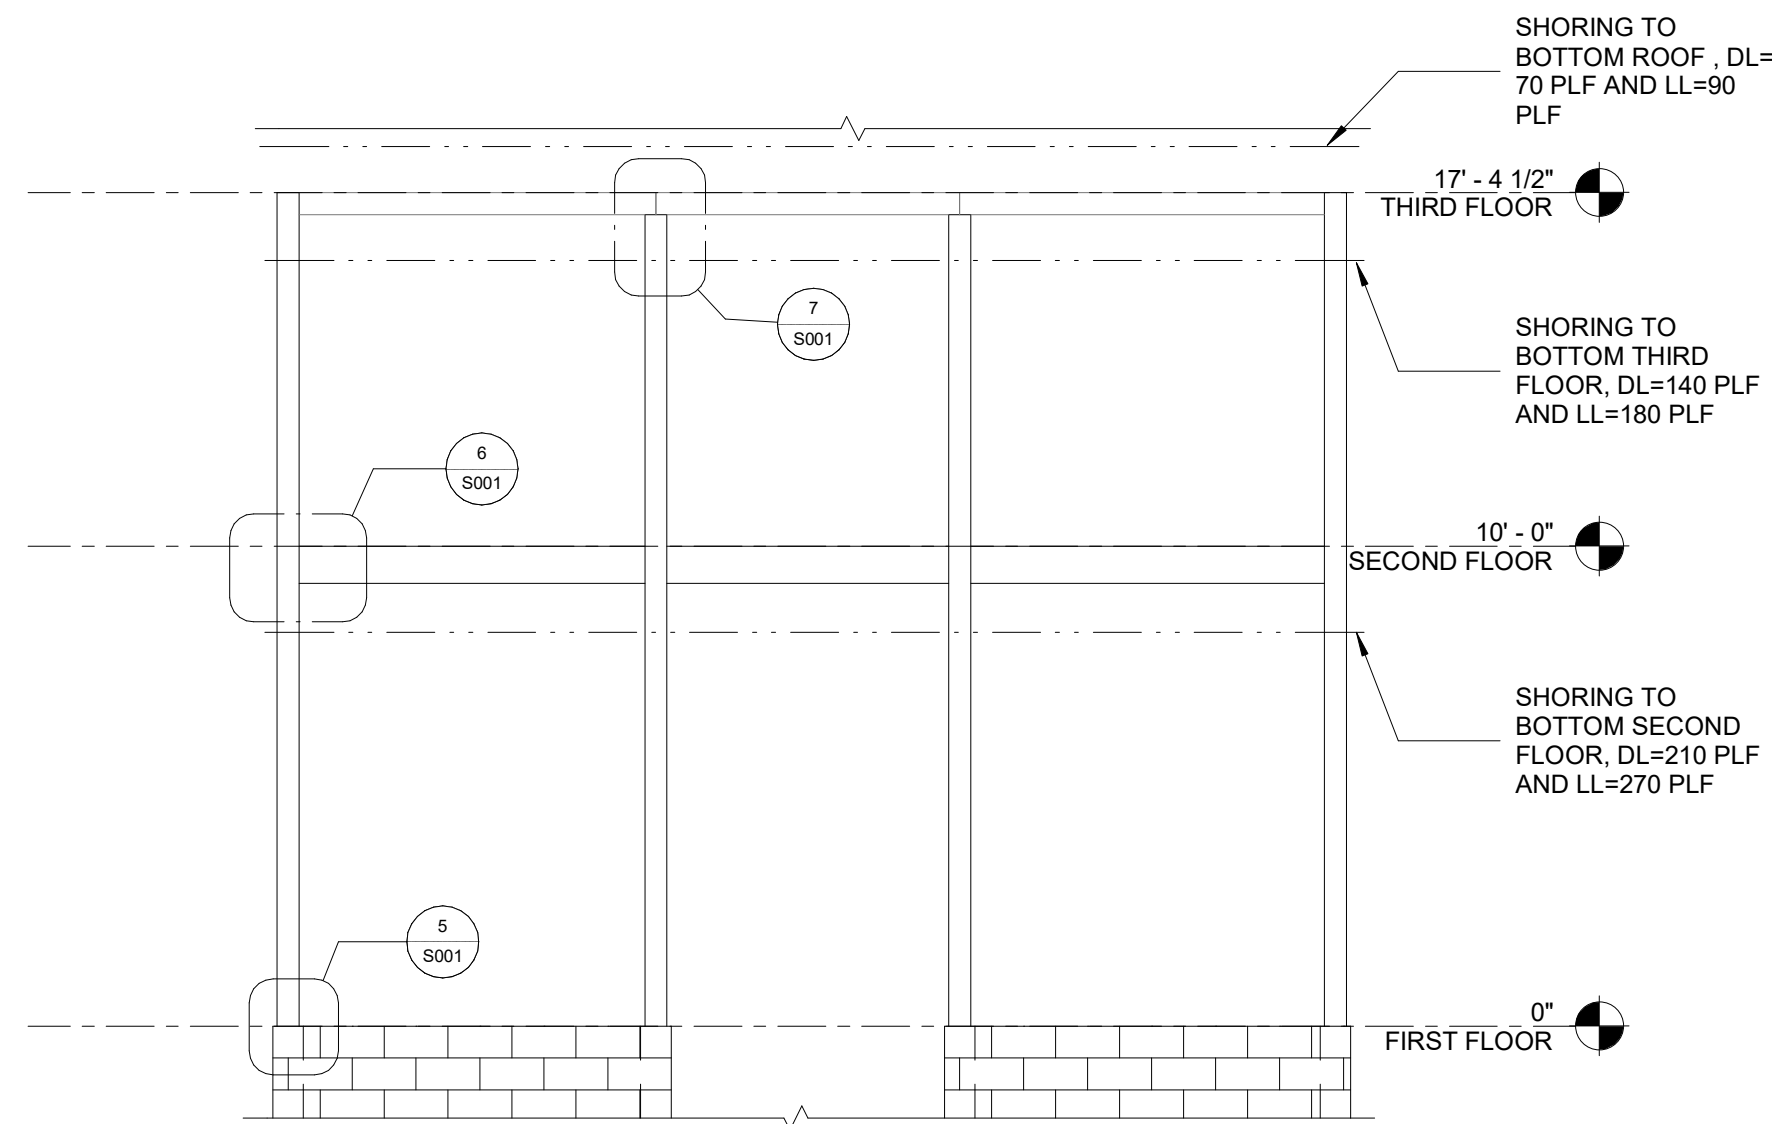 SHORING TO
BOTTOM ROOF , DL=
70 PLF AND LL=90
PLF
17' - 4 1/2"
THIRD FLOOR
7
S001
SHORING TO
BOTTOM THIRD
FLOOR, DL=140 PLF
AND LL=180 PLF
6
S001
10' - 0"
SECOND FLOOR
SHORING TO
BOTTOM SECOND
FLOOR, DL=210 PLF
AND LL=270 PLF
5
S001
0"
FIRST FLOOR